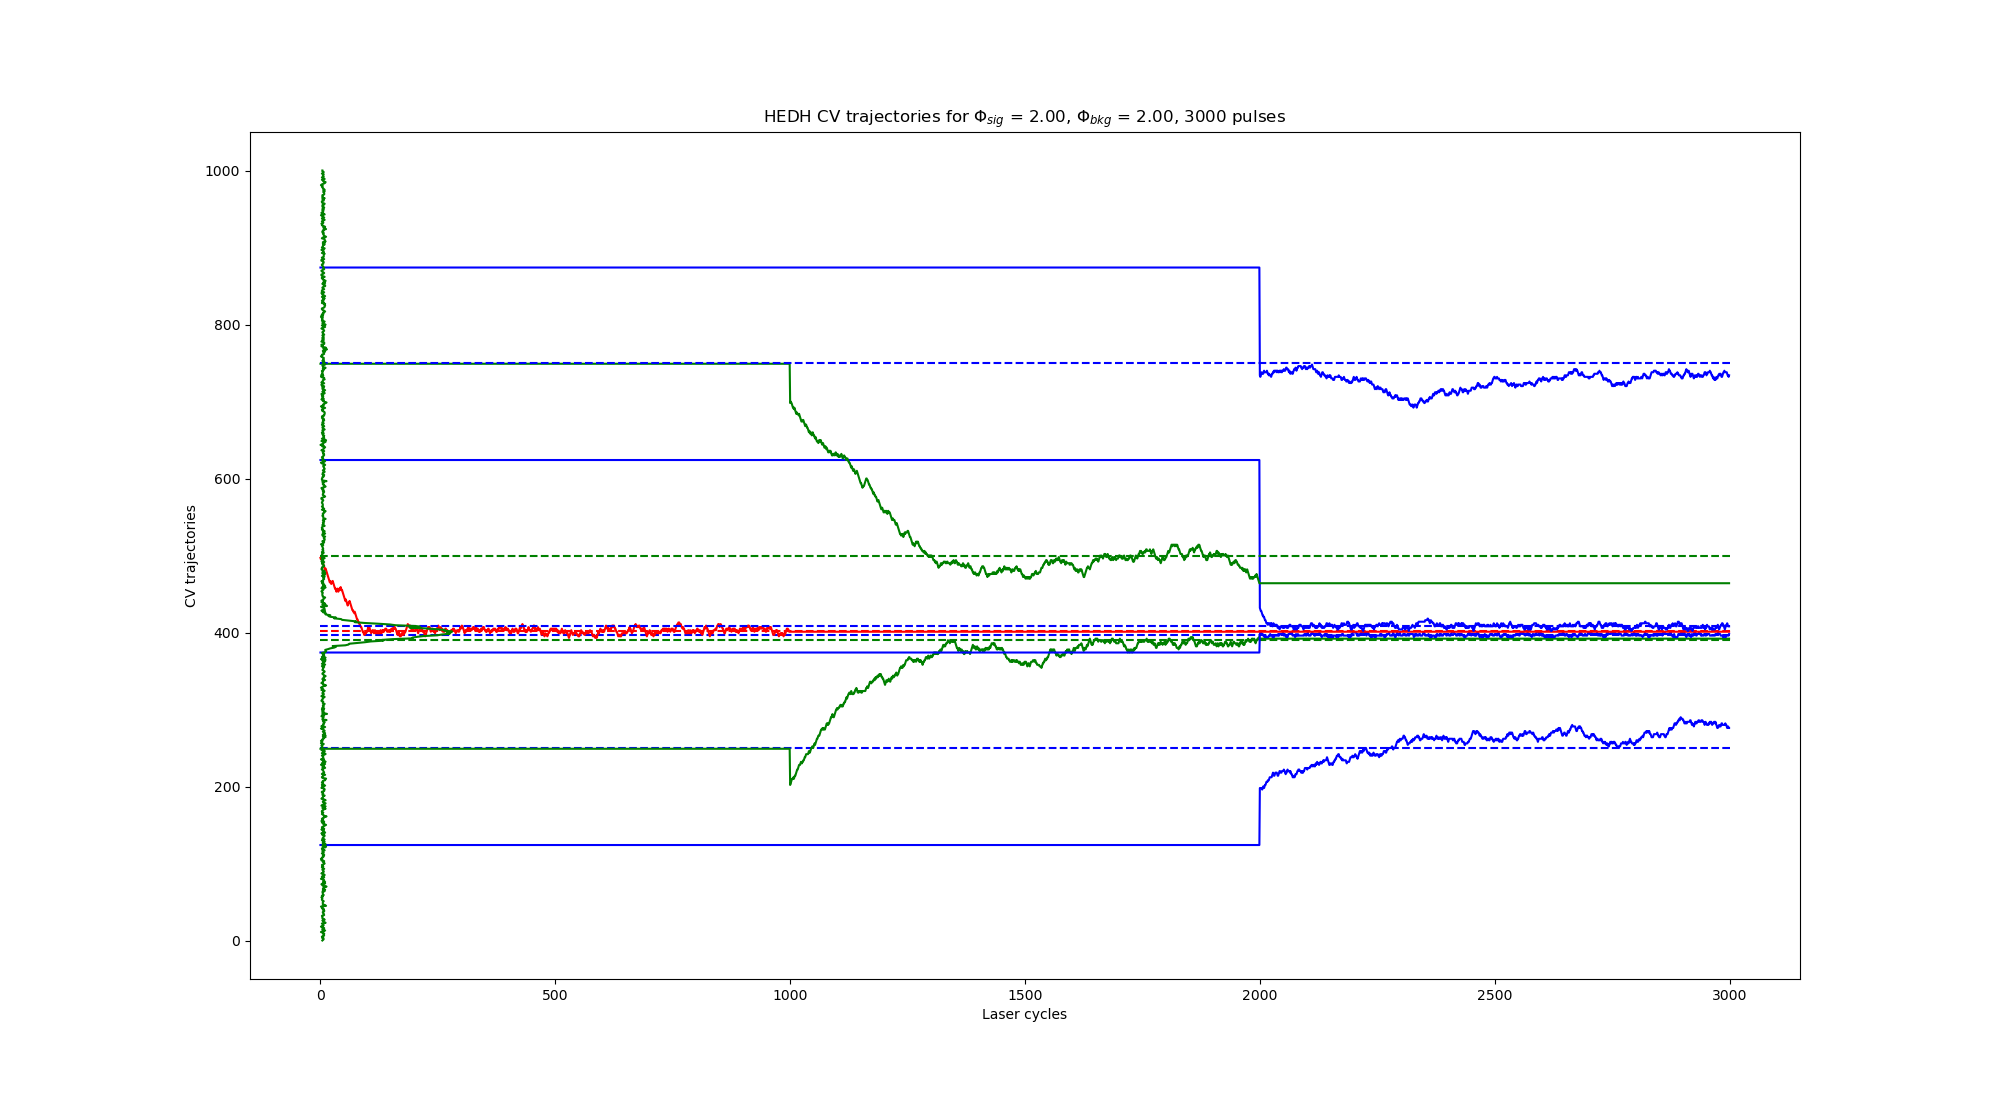 HEDH CV trajectories for Φsig = 2.00, Φbkg = 2.00, 3000 pulses
CV trajectories
1000
800
600
400
200
0
0 500 1000 1500 2000 2500 3000
Laser cycles